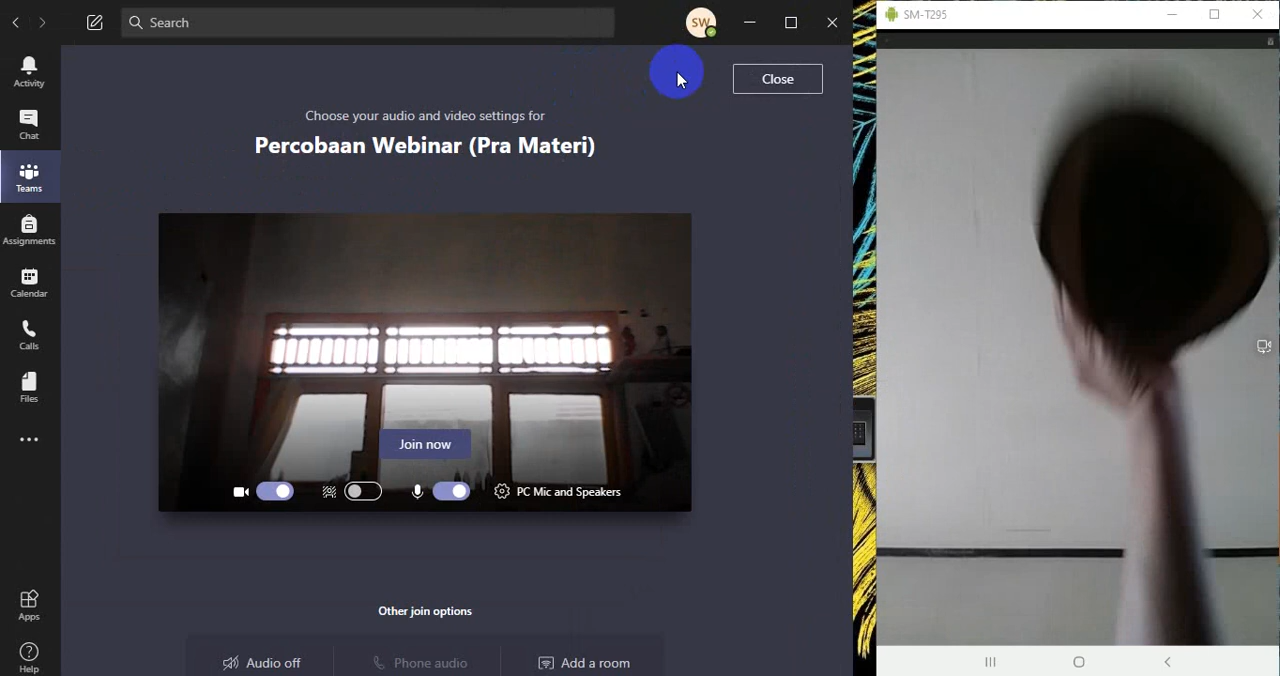 Search
SW
SM-T295
Activity
Chat
Teams
Assignments
Calendar
Calls
Files
Apps
Help
Close
Choose your audio and video settings for
Percobaan Webinar (Pra Materi)
Join now
PC Mic and Speakers
Other join options
Audio off
Phone audio
Add a room